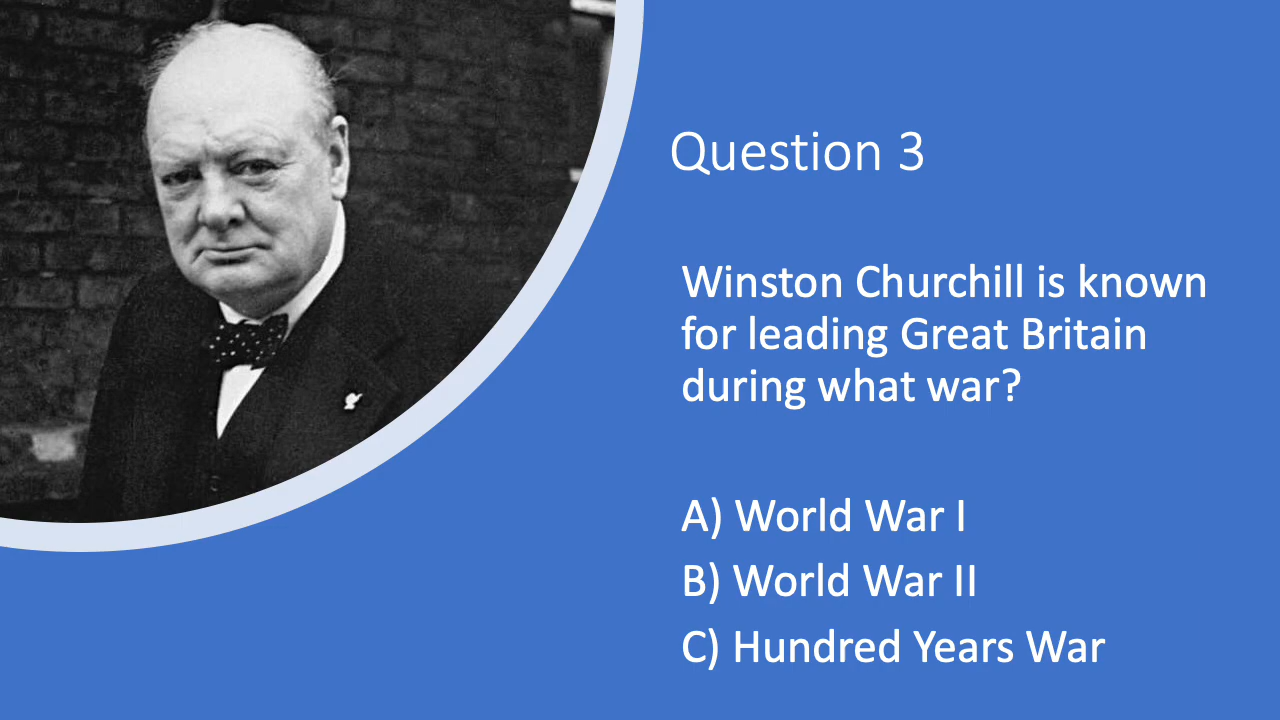 Question 3
Winston Churchill is known
for leading Great Britain
during what war?
A) World War I
B) World War II
C) Hundred Years War